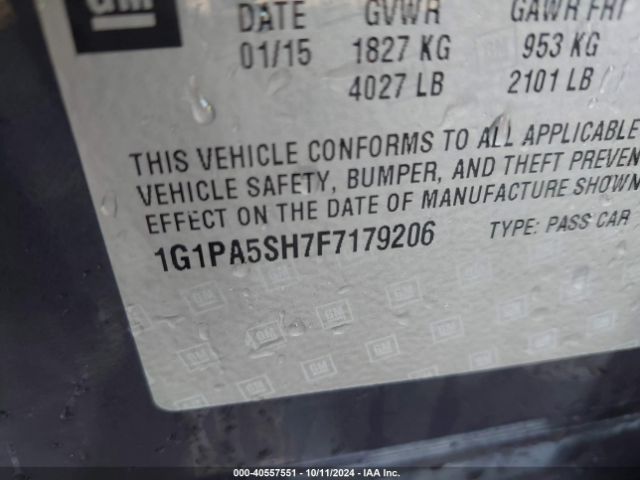 GM
DATE GVWR GAWR FRT
01/15 1827 KG 953 KG
4027 LB 2101 LB
THIS VEHICLE CONFORMS TO ALL APPLICABLE
VEHICLE SAFETY, BUMPER, AND THEFT PREVEN
EFFECT ON THE DATE OF MANUFACTURE SHOWN
1G1PA5SH7F7179206 TYPE: PASS CAR
000-40557551 - 10/11/2024 - IAA Inc.